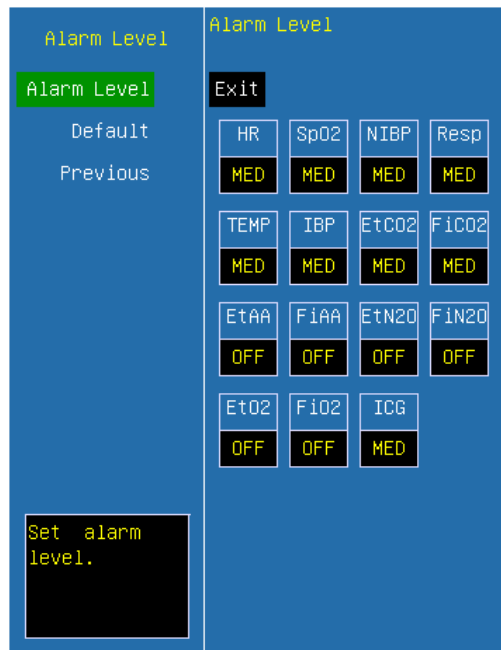 Alarm Level
Alarm Level
Default
Previous
Set alarm
level.
Alarm Level
Exit
HR SpO2 NIBP Resp
MED MED MED MED
TEMP IBP EtCO2 FiCO2
MED MED MED MED
EtAA FiAA EtN2O FiN2O
OFF OFF OFF OFF
EtO2 FiO2 ICG
OFF OFF MED